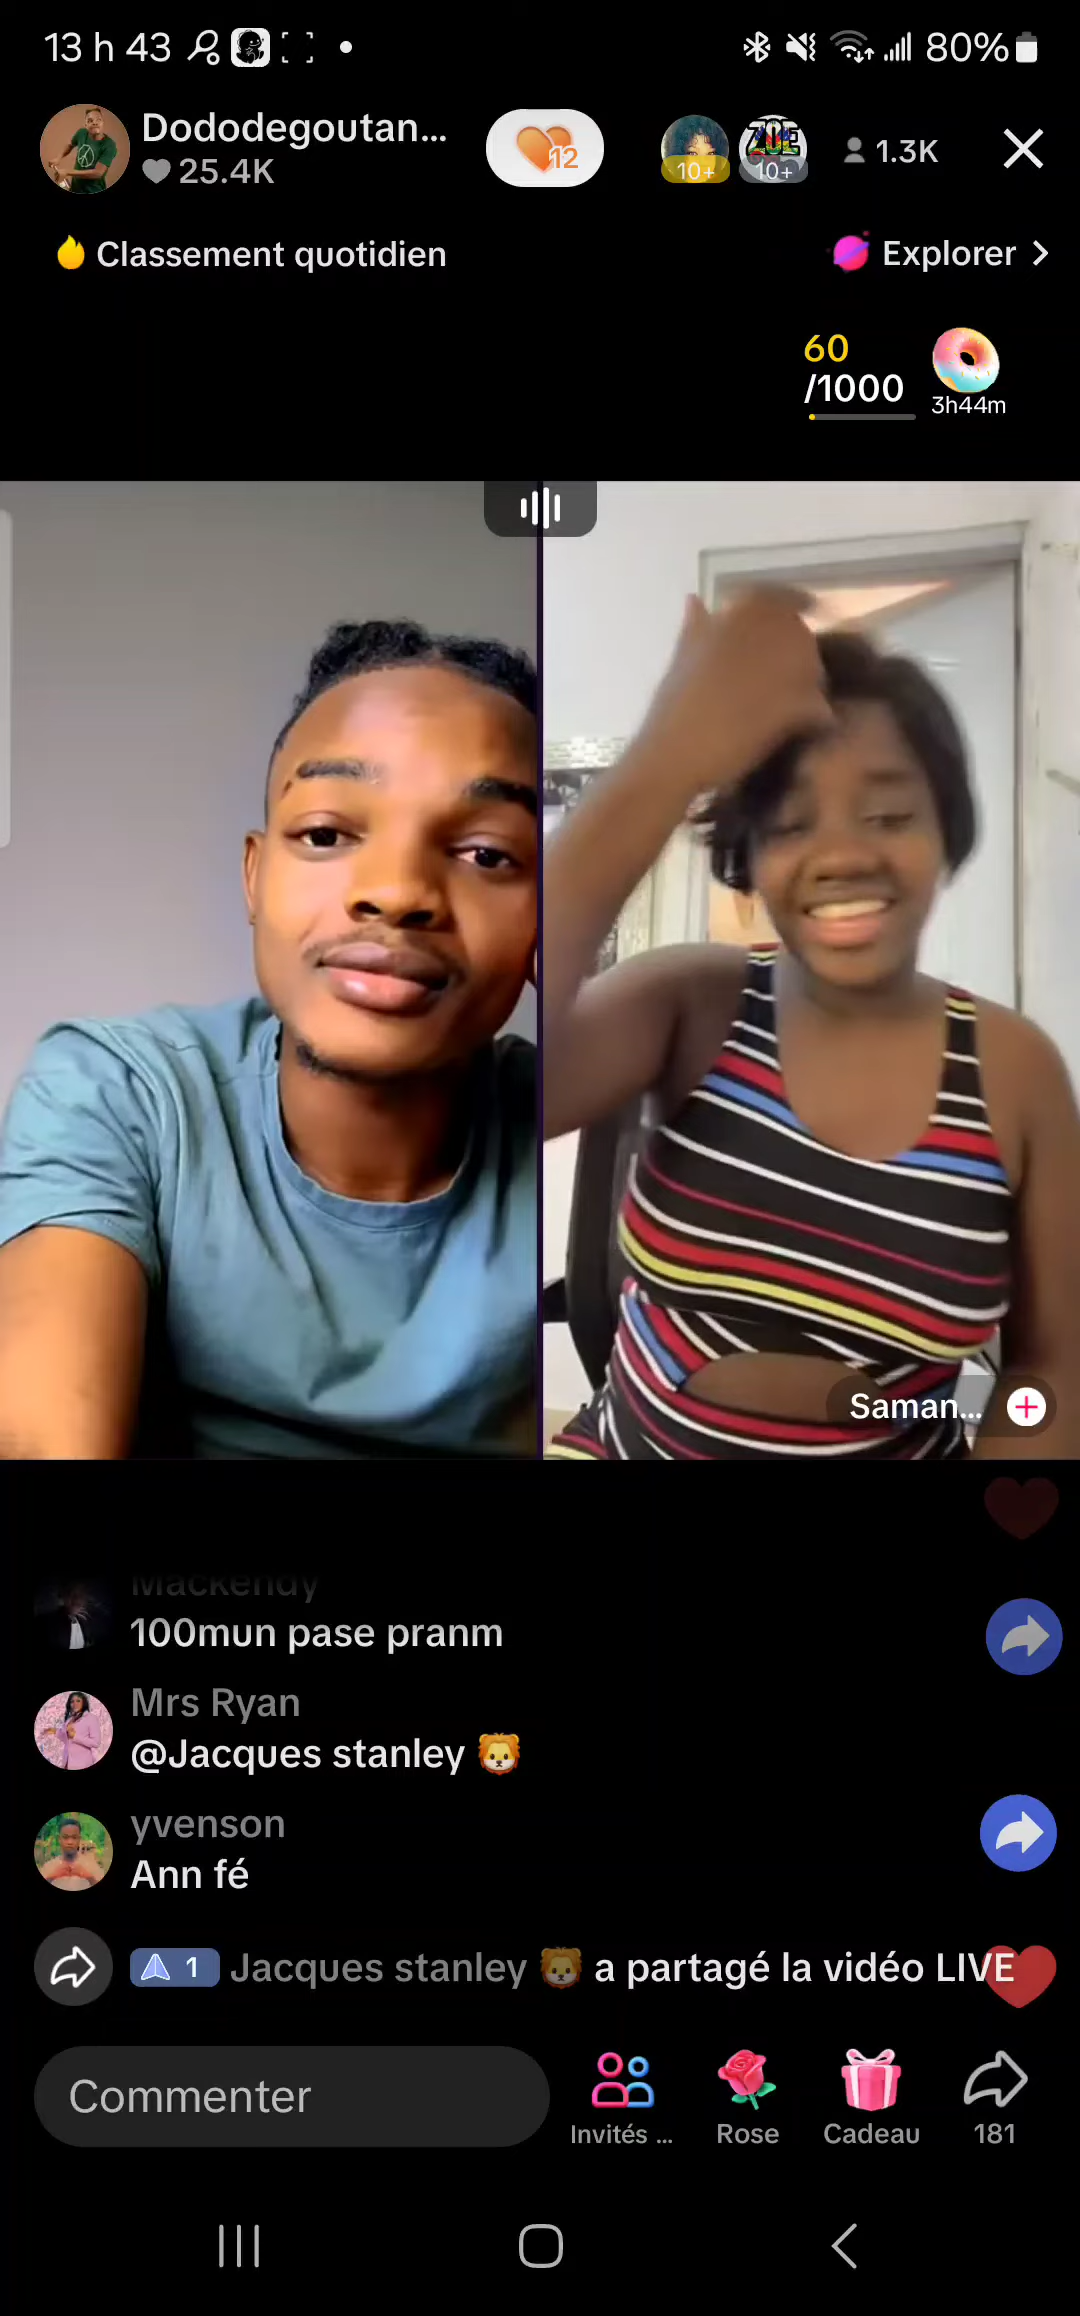 13 h 43
80%
Dododegoutan...
25.4K
12
10+
ZOE
10+
1.3K
Classement quotidien
Explorer
60
/1000
3h44m
Saman...
Mackendy
100mun pase pranm
Mrs Ryan
@Jacques stanley 🦁
yvenson
Ann fé
1 Jacques stanley 🦁 a partagé la vidéo LIVE
Commenter
Invités ...
Rose
Cadeau
181